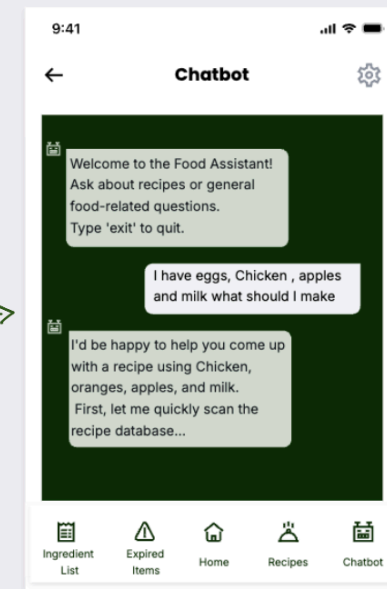 9:41
Chatbot
Welcome to the Food Assistant!
Ask about recipes or general
food-related questions.
Type 'exit' to quit.
I have eggs, Chicken , apples
and milk what should I make
I'd be happy to help you come up
with a recipe using Chicken,
oranges, apples, and milk.
First, let me quickly scan the
recipe database...
Ingredient
List
Expired
Items
Home
Recipes
Chatbot